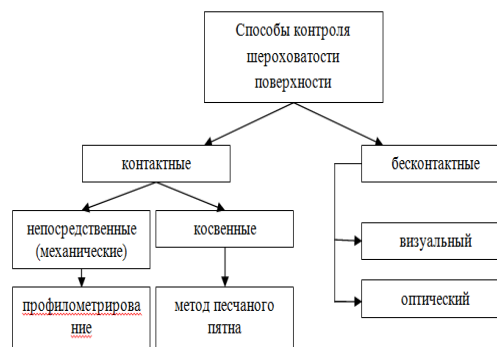 Способы контроля
шероховатости
поверхности
контактные
бесконтактные
непосредственные
(механические)
косвенные
визуальный
профилометрирова
ние
метод песчаного
пятна
оптический